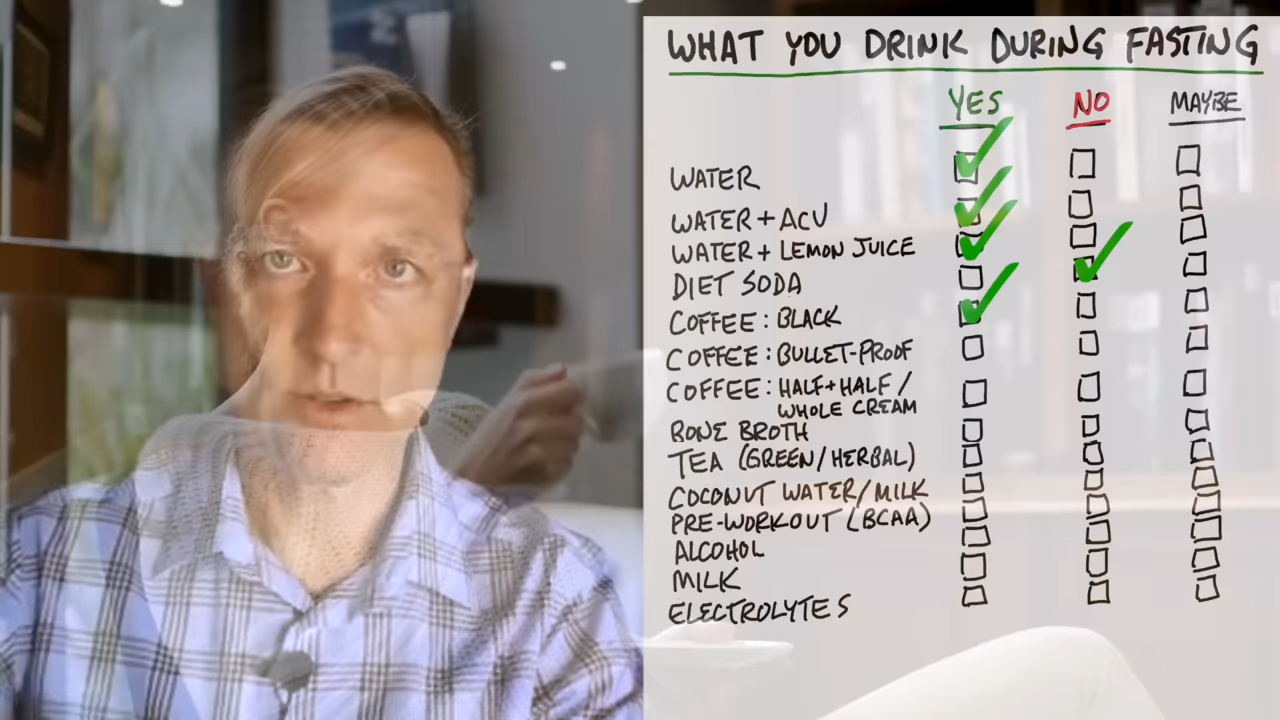 WHAT YOU DRINK DURING FASTING
YES NO MAYBE
WATER
WATER + ACV
WATER + LEMON JUICE
DIET SODA
COFFEE: BLACK
COFFEE: BULLET-PROOF
COFFEE: HALF + HALF /
WHOLE CREAM
BONE BROTH
TEA (GREEN/HERBAL)
COCONUT WATER/MILK
PRE-WORKOUT (BCAA)
ALCOHOL
MILK
ELECTROLYTES